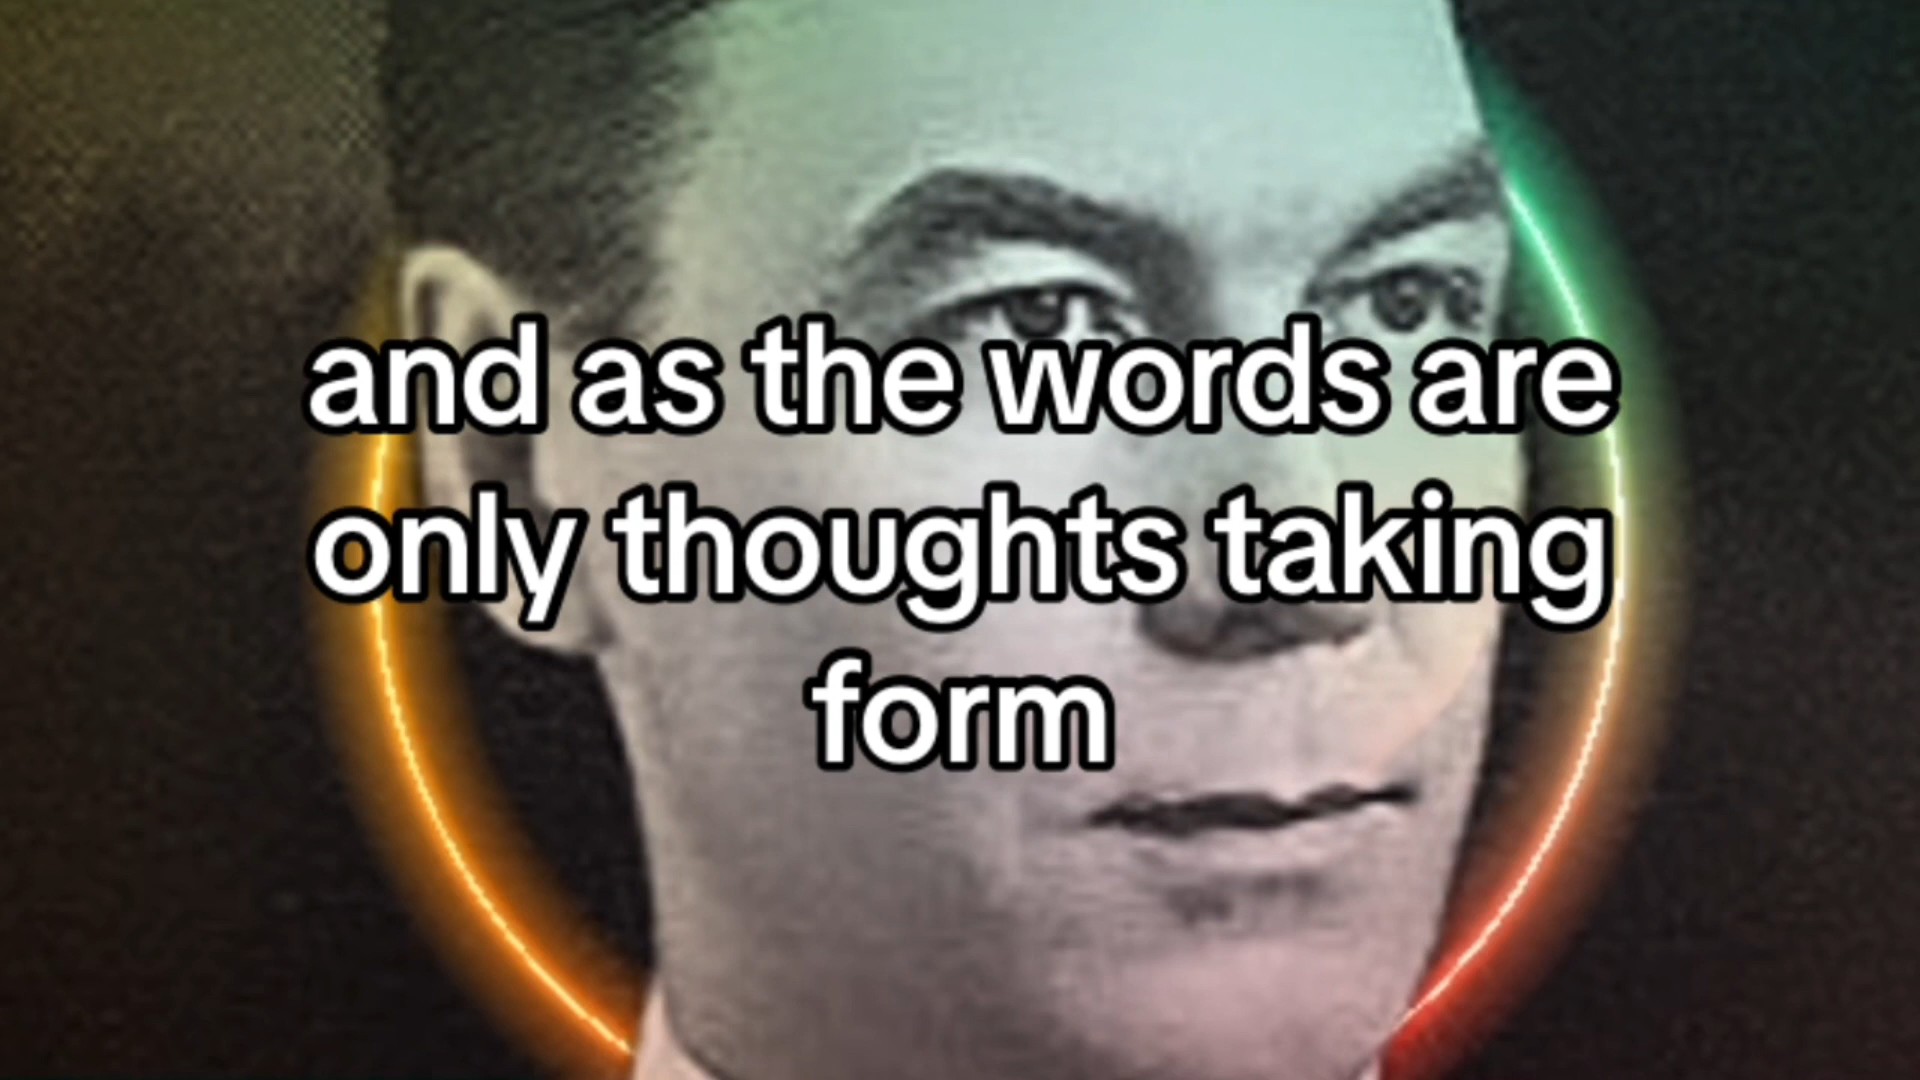 and as the words are
only thoughts taking
form